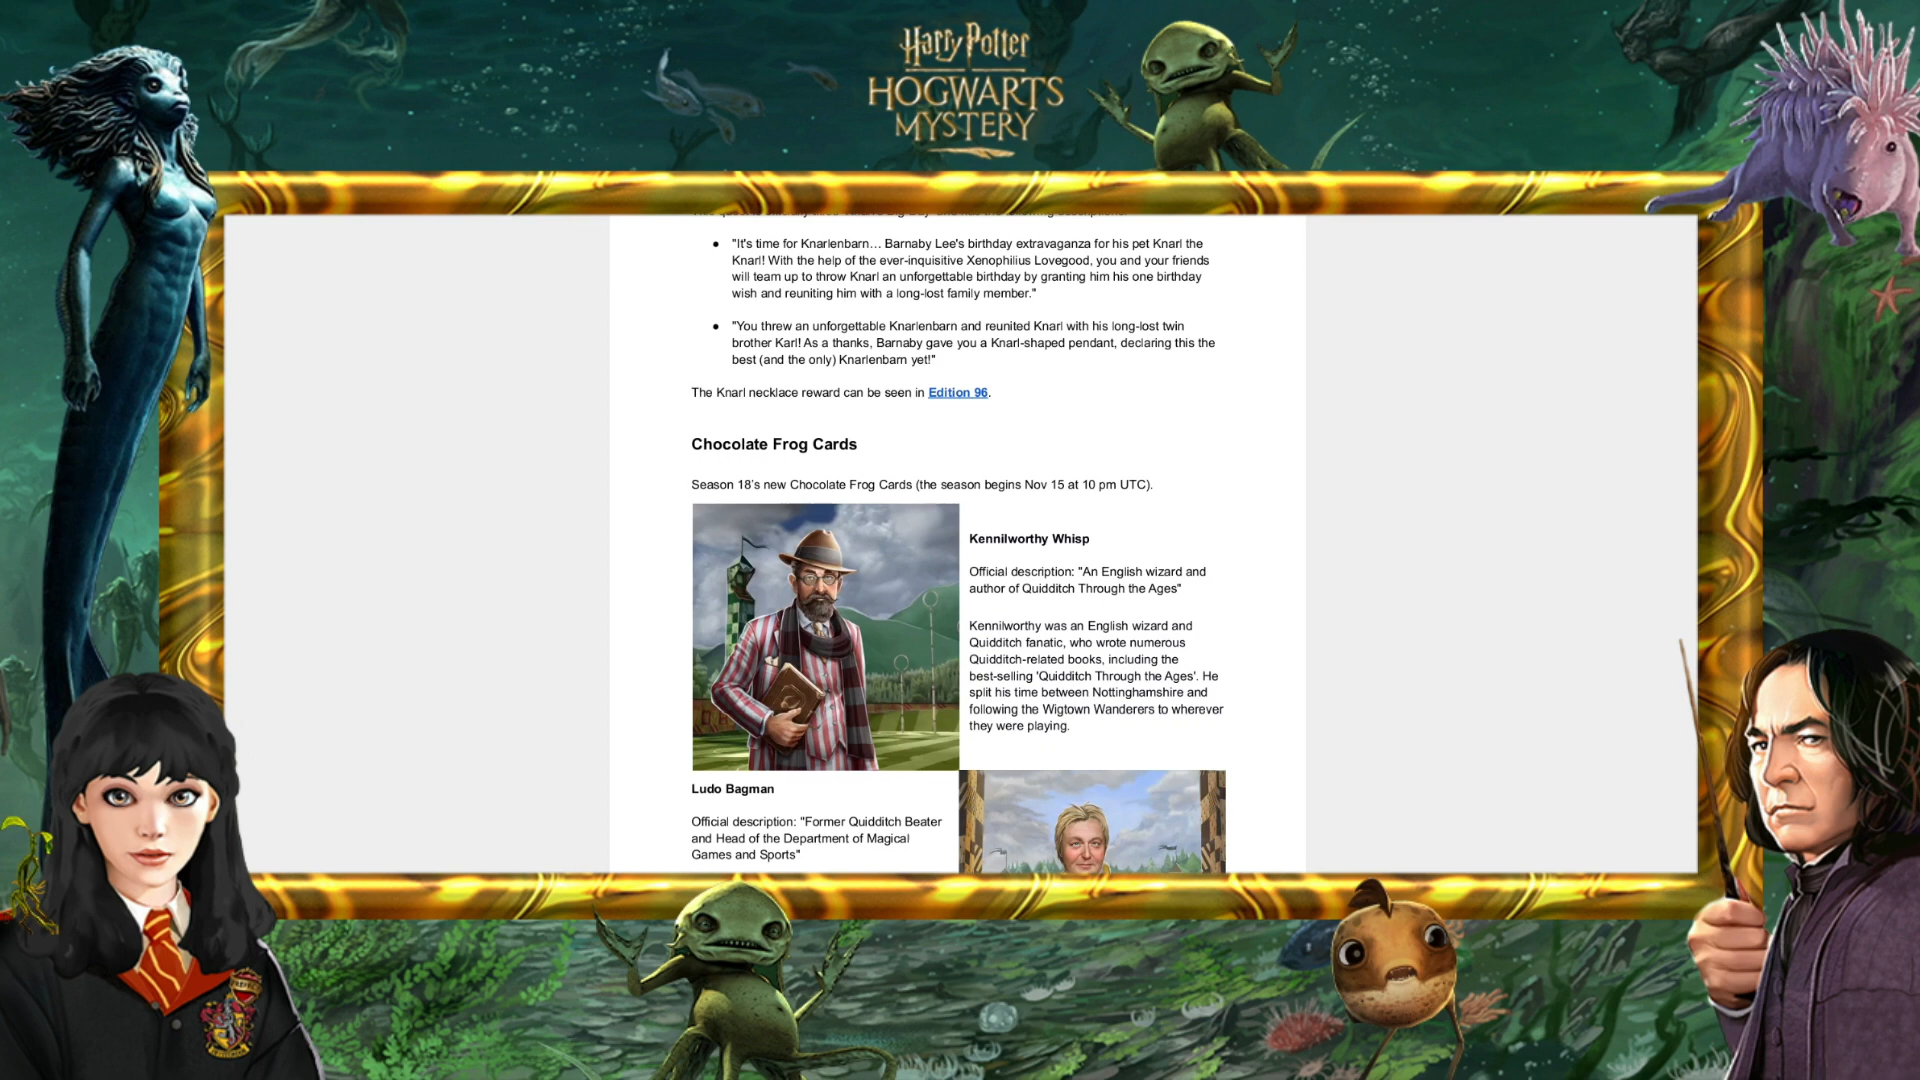 Harry Potter
HOGWARTS
MYSTERY
● "It's time for Knarlenbarn… Barnaby Lee's birthday extravaganza for his pet Knarl the
Knarl! With the help of the ever-inquisitive Xenophilius Lovegood, you and your friends
will team up to throw Knarl an unforgettable birthday by granting him his one birthday
wish and reuniting him with a long-lost family member."
● "You threw an unforgettable Knarlenbarn and reunited Knarl with his long-lost twin
brother Karl! As a thanks, Barnaby gave you a Knarl-shaped pendant, declaring this the
best (and the only) Knarlenbarn yet!"
The Knarl necklace reward can be seen in Edition 96.
Chocolate Frog Cards
Season 18's new Chocolate Frog Cards (the season begins Nov 15 at 10 pm UTC).
Kennilworthy Whisp
Official description: "An English wizard and
author of Quidditch Through the Ages"
Kennilworthy was an English wizard and
Quidditch fanatic, who wrote numerous
Quidditch-related books, including the
best-selling 'Quidditch Through the Ages'. He
split his time between Nottinghamshire and
following the Wigtown Wanderers to wherever
they were playing.
Ludo Bagman
Official description: "Former Quidditch Beater
and Head of the Department of Magical
Games and Sports"
PREFECT